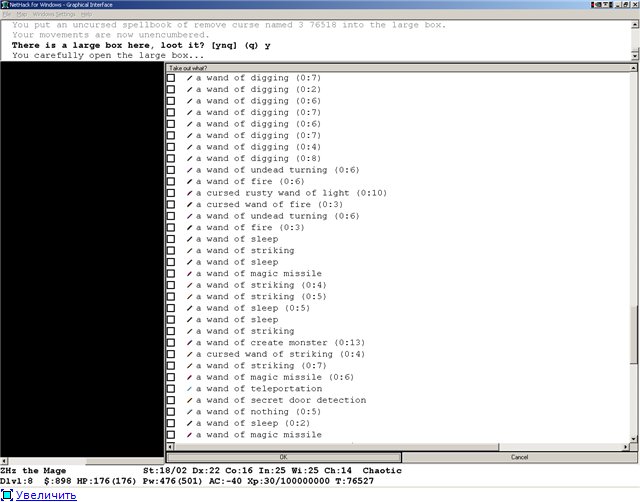 NetHack for Windows - Graphical Interface
File Map Window Settings Help
You put an uncursed spellbook of remove curse named 3 76518 into the large box.
Your movements are now unencumbered.
There is a large box here, loot it? [ynq] (q) y
You carefully open the large box...
Take out what?
a wand of digging (0:7)
a wand of digging (0:2)
a wand of digging (0:6)
a wand of digging (0:7)
a wand of digging (0:6)
a wand of digging (0:7)
a wand of digging (0:4)
a wand of digging (0:8)
a wand of undead turning (0:6)
a wand of fire (0:6)
a cursed rusty wand of light (0:10)
a cursed wand of fire (0:3)
a wand of undead turning (0:6)
a wand of fire (0:3)
a wand of sleep
a wand of striking
a wand of sleep
a wand of magic missile
a wand of striking (0:4)
a wand of striking (0:5)
a wand of sleep (0:5)
a wand of sleep
a wand of striking
a wand of create monster (0:13)
a cursed wand of striking (0:4)
a wand of striking (0:7)
a wand of magic missile (0:6)
a wand of teleportation
a wand of secret door detection
a wand of nothing (0:5)
a wand of sleep (0:2)
a wand of magic missile
OK Cancel
ZHz the Mage St:18/02 Dx:22 Co:16 In:25 Wi:25 Ch:14 Chaotic
Dlvl:8 $:898 HP:176(176) Pw:476(501) AC:-40 Xp:30/100000000 T:76527
Увеличить